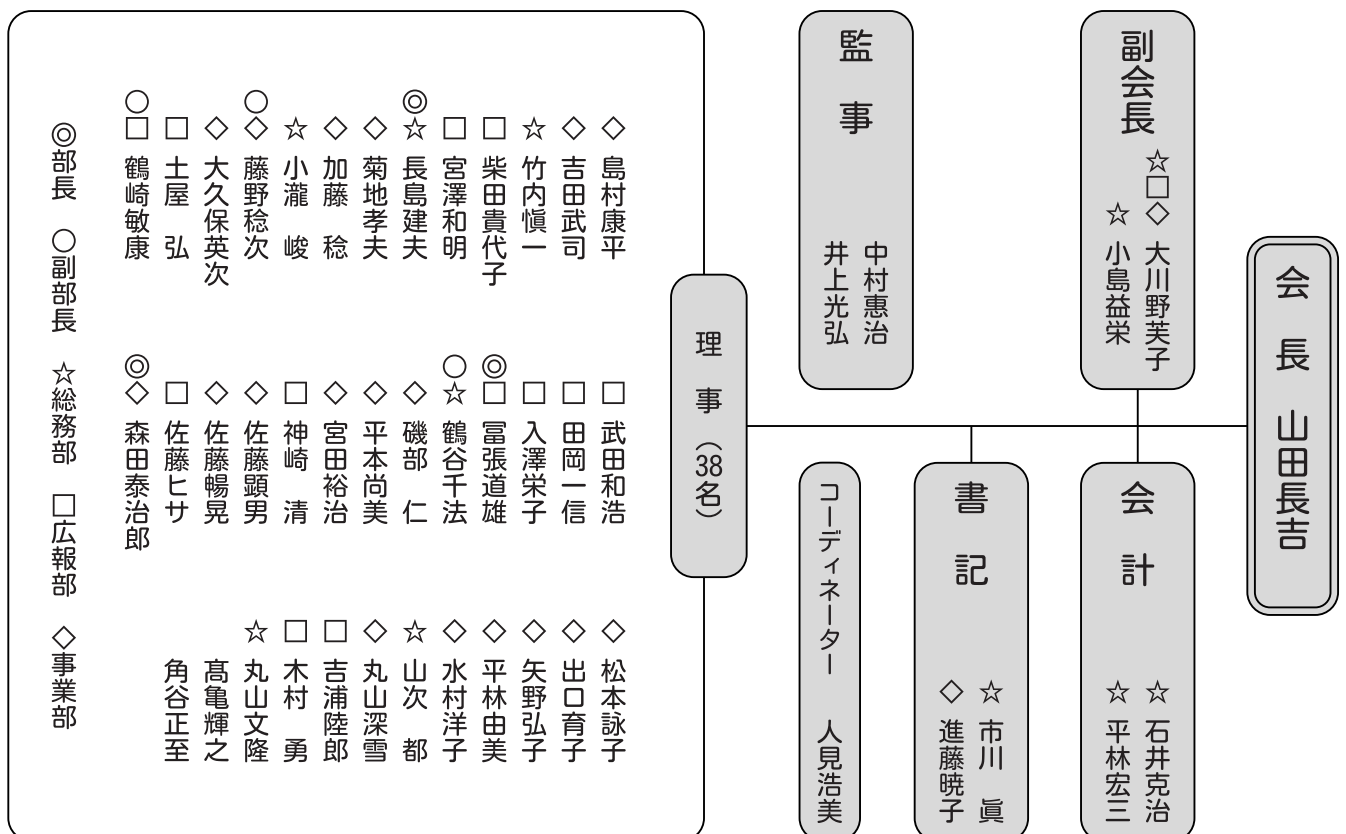 会長 山田長吉
副会長
☆□◇ 大川野芙子
☆ 小島益栄
会計
☆ 石井克治
☆ 平林宏三
書記
☆ 市川 眞
◇ 進藤暁子
監事
中村惠治
井上光弘
コーディネーター 人見浩美
理事(38名)
◇ 島村康平
◇ 吉田武司
☆ 竹内愼一
□ 柴田貴代子
□ 宮澤和明
◎☆ 長島建夫
◇ 菊地孝夫
◇ 加藤 稔
☆ 小瀧 峻
○◇ 藤野稔次
◇ 大久保英次
□ 土屋 弘
○□ 鶴崎敏康
□ 武田和浩
□ 田岡一信
□ 入澤栄子
◎□ 冨張道雄
○☆ 鶴谷千法
◇ 磯部 仁
◇ 平本尚美
◇ 宮田裕治
□ 神崎 清
◇ 佐藤顕男
◇ 佐藤暢晃
□ 佐藤ヒサ
◎◇ 森田泰治郎
◇ 松本詠子
◇ 出口育子
◇ 矢野弘子
◇ 平林由美
◇ 水村洋子
☆ 山次 都
◇ 丸山深雪
□ 吉浦陸郎
□ 木村 勇
☆ 丸山文隆
髙亀輝之
角谷正至
◎部長 ○副部長 ☆総務部 □広報部 ◇事業部